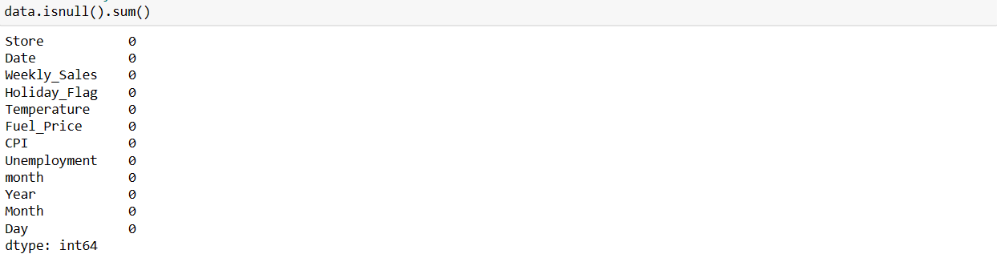 data.isnull().sum()
Store 0
Date 0
Weekly_Sales 0
Holiday_Flag 0
Temperature 0
Fuel_Price 0
CPI 0
Unemployment 0
month 0
Year 0
Month 0
Day 0
dtype: int64